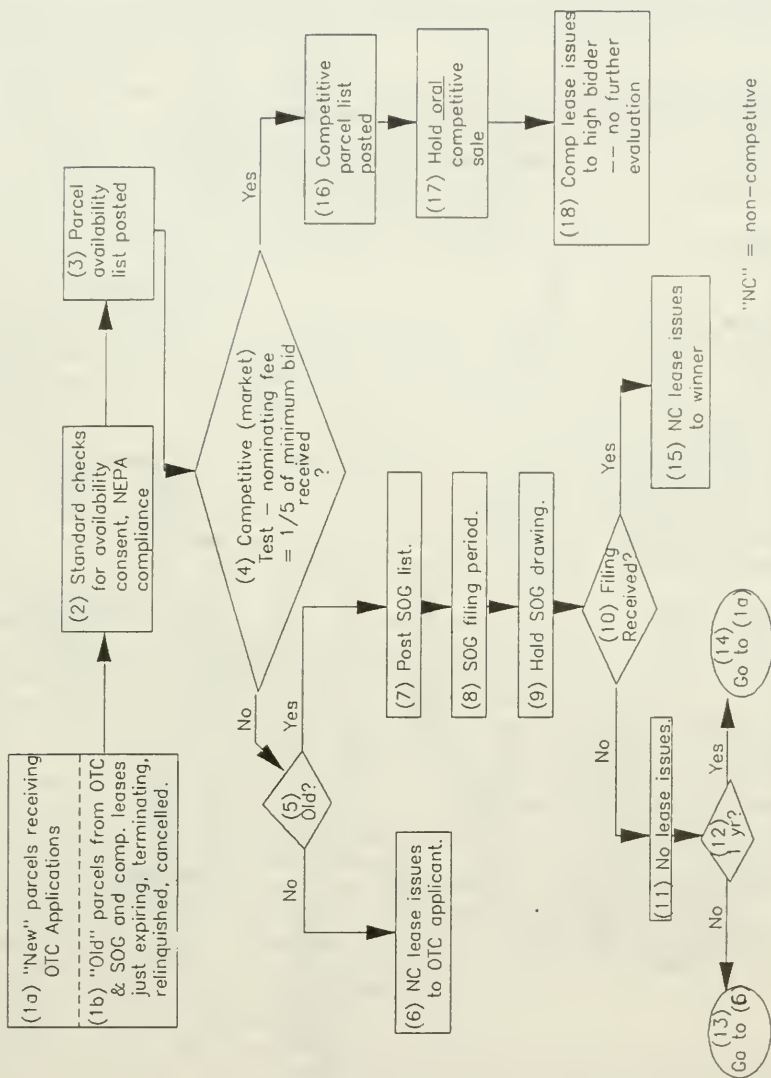 (1a) "New" parcels receiving
OTC Applications
(1b) "Old" parcels from OTC
& SOG and comp. leases
just expiring, terminating,
relinquished, cancelled.
(2) Standard checks
for availability
consent, NEPA
compliance
(3) Parcel
availability
list posted
(4) Competitive (market)
Test – nominating fee
= 1/5 of minimum bid
received
?
No
Yes
(5)
Old?
No
Yes
(6) NC lease issues
to OTC applicant.
(7) Post SOG list.
(8) SOG filing period.
(9) Hald SOG drawing.
(10) Filing
Received?
No
Yes
(11) No lease issues.
(12)
1 yr?
No
Yes
(13)
Go to (6)
(14)
Go to (1a)
(15) NC lease issues
to winner
(16) Competitive
parcel list
posted
(17) Hold oral
competitive
sale
(18) Comp lease issues
to high bidder
-- no further
evaluation
"NC" = non-competitive